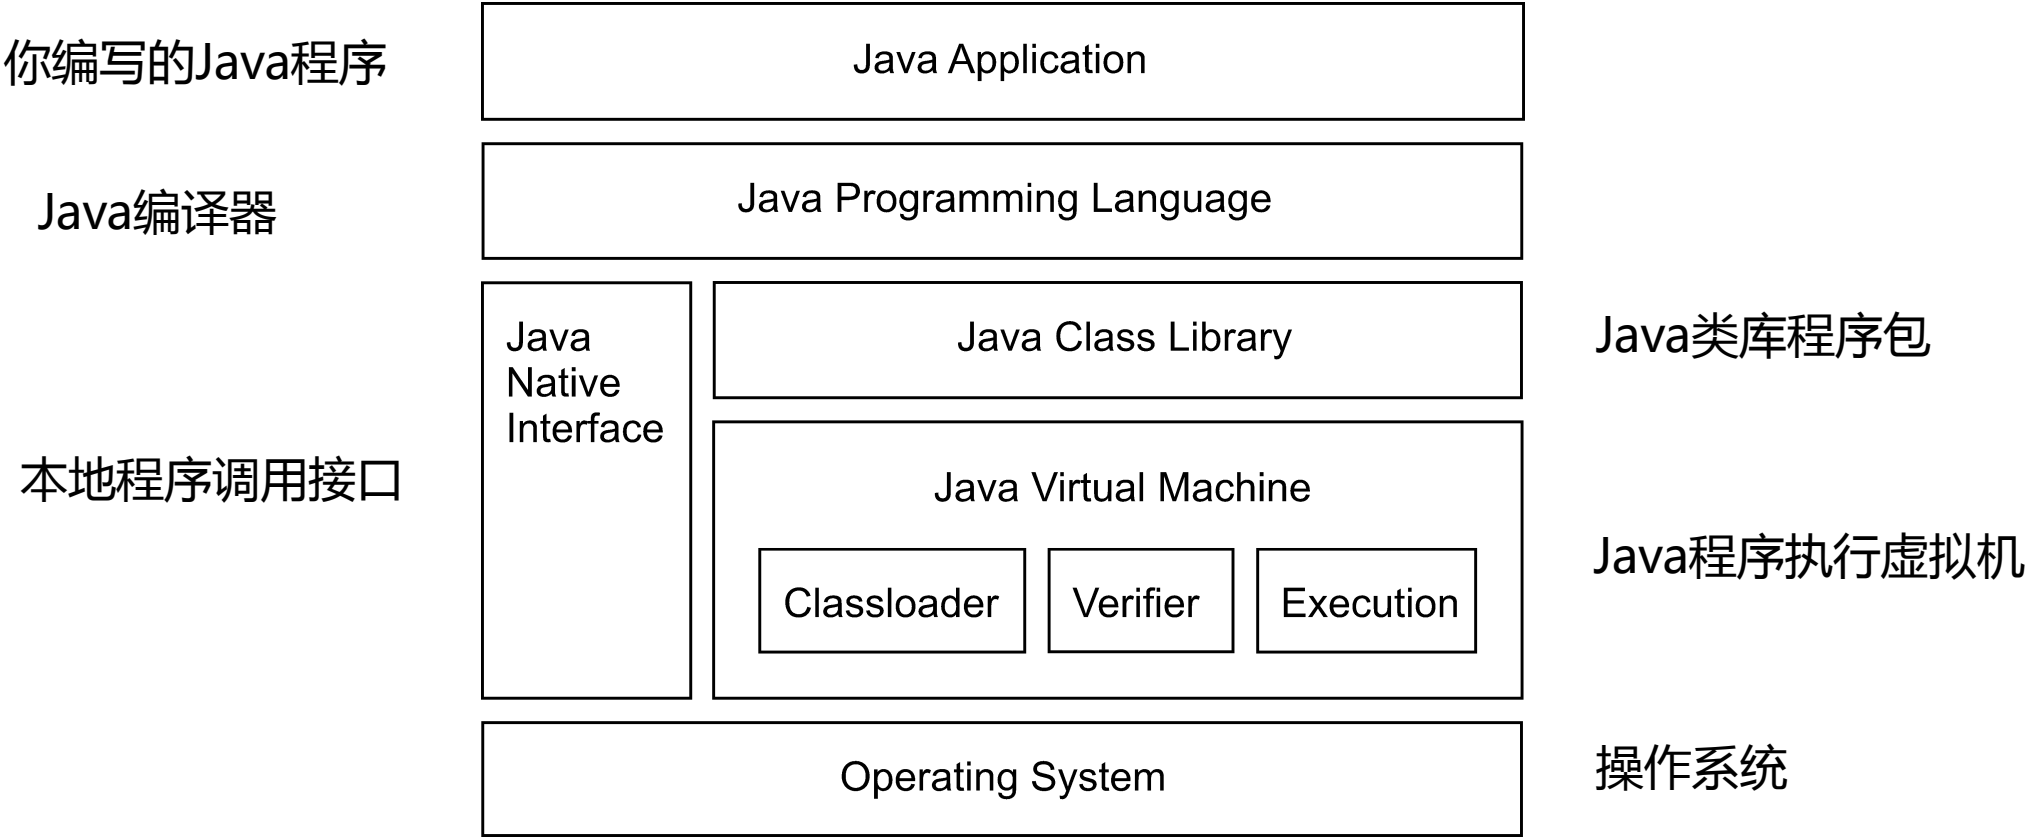 你编写的Java程序
Java Application
Java编译器
Java Programming Language
Java
Native
Interface
Java Class Library
Java类库程序包
本地程序调用接口
Java Virtual Machine
Classloader
Verifier
Execution
Java程序执行虚拟机
Operating System
操作系统